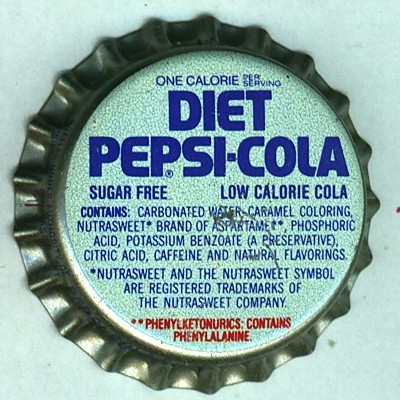 ONE CALORIE PER SERVING
DIET
PEPSI-COLA
SUGAR FREE LOW CALORIE COLA
CONTAINS: CARBONATED WATER, CARAMEL COLORING,
NUTRASWEET* BRAND OF ASPARTAME**, PHOSPHORIC
ACID, POTASSIUM BENZOATE (A PRESERVATIVE),
CITRIC ACID, CAFFEINE AND NATURAL FLAVORINGS.
*NUTRASWEET AND THE NUTRASWEET SYMBOL
ARE REGISTERED TRADEMARKS OF
THE NUTRASWEET COMPANY.
**PHENYLKETONURICS: CONTAINS
PHENYLALANINE.